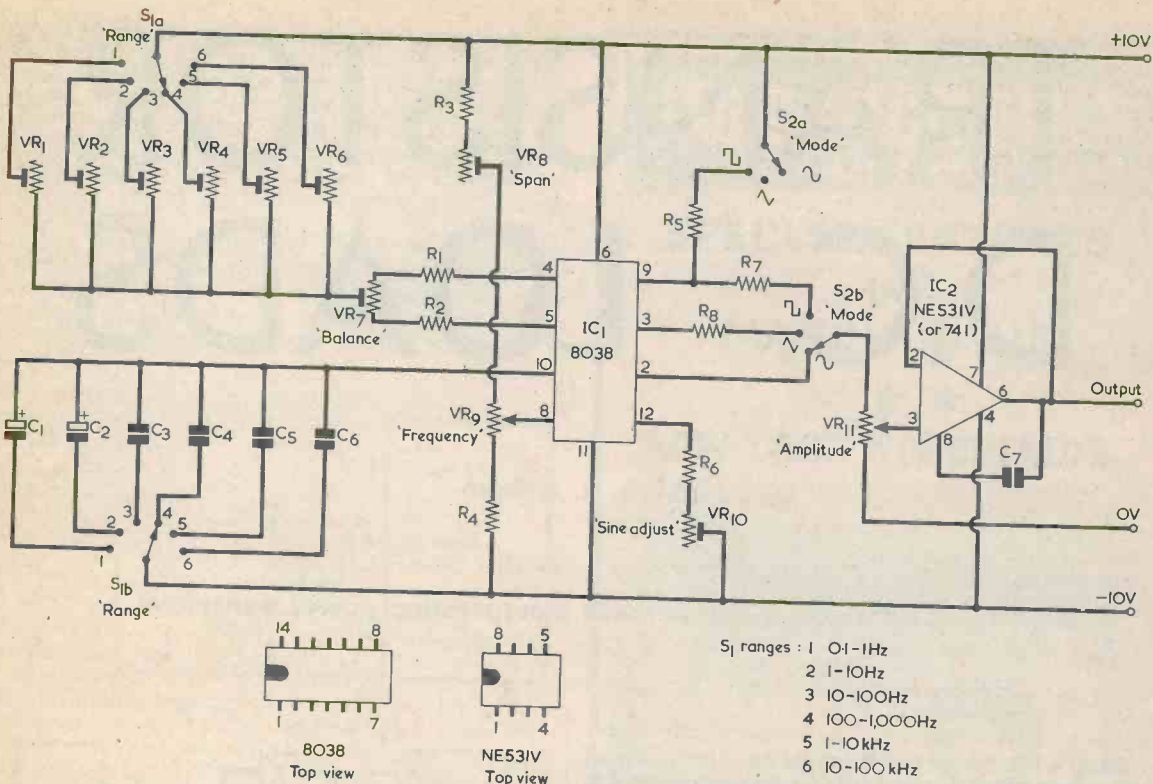 S1a
'Range'
1
2
3
4
5
6
+10V
R3
S2a
'Mode'
VR1
VR2
VR3
VR4
VR5
VR6
VR8
'Span'
R5
R1
4
6
9
R7
S2b
'Mode'
IC2
NE531V
(or 741)
VR7
'Balance'
R2
5
IC1
8038
3
R8
2
7
10
2
6
Output
VR9
'Frequency'
8
12
VR11
'Amplitude'
3
4
8
C7
11
C1
+
C2
+
C3
C4
C5
C6
R4
R6
'Sine adjust'
VR10
0V
1
2
3
4
5
6
S1b
'Range'
-10V
14
8
1
7
8038
Top view
8
5
1
4
NE531V
Top view
S1 ranges : 1 0·1-1Hz
2 1-10Hz
3 10-100Hz
4 100-1,000Hz
5 1-10kHz
6 10-100kHz